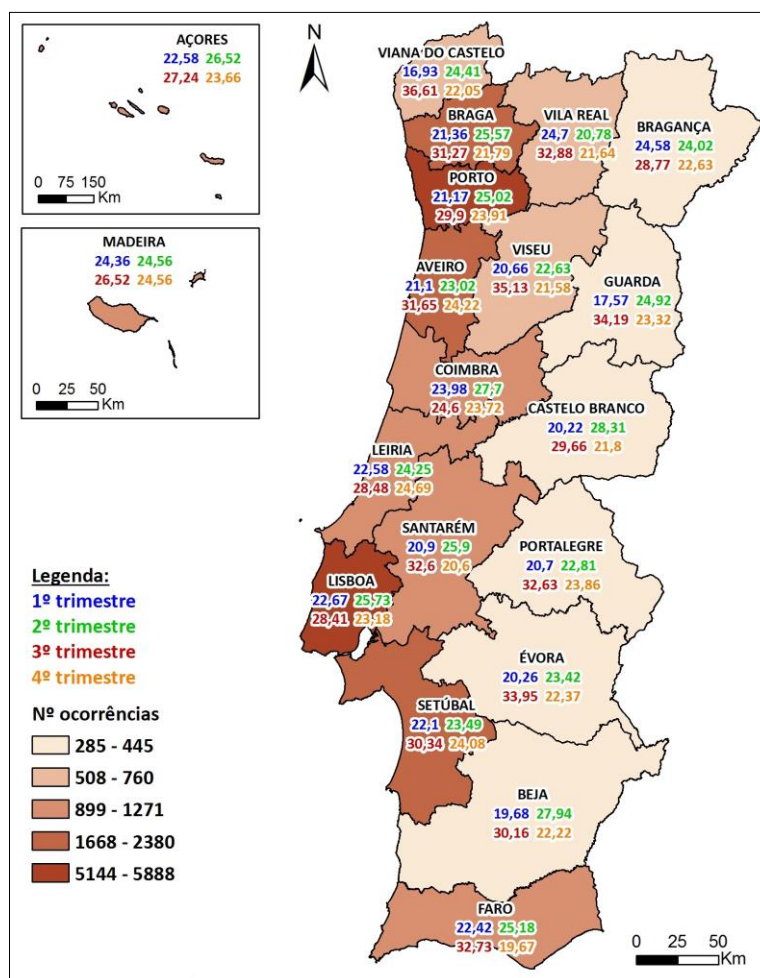 AÇORES
22,58 26,52
27,24 23,66
0 75 150
Km
MADEIRA
24,36 24,56
26,52 24,56
0 25 50
Km
N
VIANA DO CASTELO
16,93 24,41
36,61 22,05
BRAGA
21,36 25,57
31,27 21,79
VILA REAL
24,7 20,78
32,88 21,64
BRAGANÇA
24,58 24,02
28,77 22,63
PORTO
21,17 25,02
29,9 23,91
AVEIRO
21,1 23,02
31,65 24,22
VISEU
20,66 22,63
35,13 21,58
GUARDA
17,57 24,92
34,19 23,32
COIMBRA
23,98 27,7
24,6 23,72
CASTELO BRANCO
20,22 28,31
29,66 21,8
LEIRIA
22,58 24,25
28,48 24,69
SANTARÉM
20,9 25,9
32,6 20,6
PORTALEGRE
20,7 22,81
32,63 23,86
LISBOA
22,67 25,73
28,41 23,18
ÉVORA
20,26 23,42
33,95 22,37
SETÚBAL
22,1 23,49
30,34 24,08
BEJA
19,68 27,94
30,16 22,22
FARO
22,42 25,18
32,73 19,67
Legenda:
1º trimestre
2º trimestre
3º trimestre
4º trimestre
Nº ocorrências
285 - 445
508 - 760
899 - 1271
1668 - 2380
5144 - 5888
0 25 50
Km